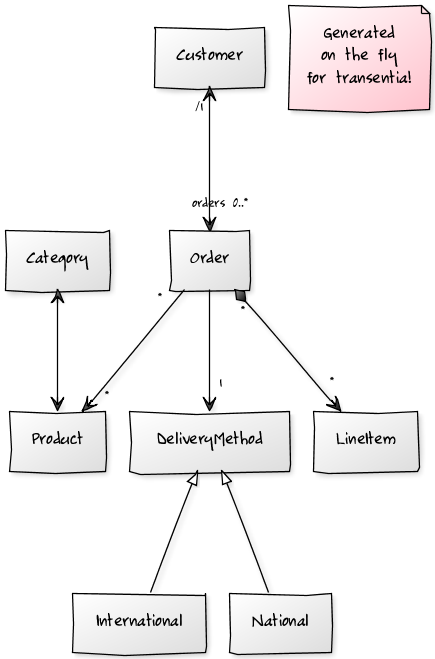 Customer
Generated
on the fly
for transentia!
/1
orders 0..*
Category
Order
*
*
*
1
*
Product
DeliveryMethod
LineItem
International
National